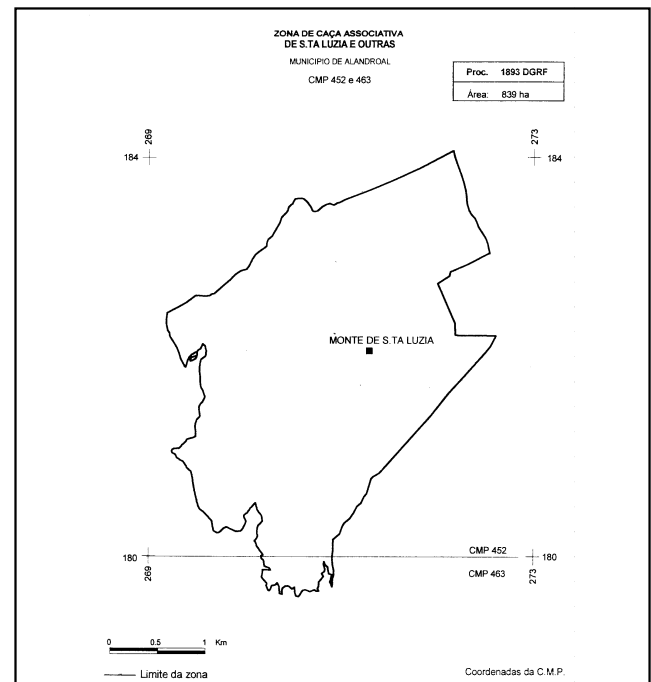 ZONA DE CAÇA ASSOCIATIVA
DE S.TA LUZIA E OUTRAS
MUNICIPIO DE ALANDROAL
CMP 452 e 463
Proc. 1893 DGRF
Área: 839 ha
269
273
184
184
MONTE DE S.TA LUZIA
CMP 452
180
180
CMP 463
269
273
0 0.5 1 Km
Limite da zona
Coordenadas da C.M.P.